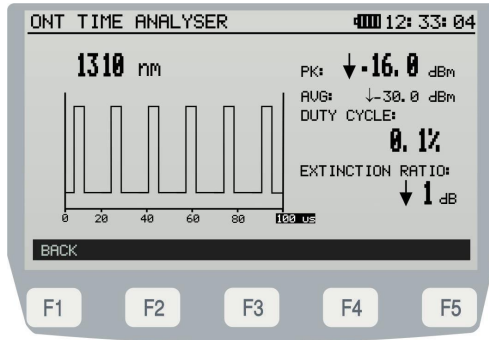 ONT TIME ANALYSER 12:33:04
1310 nm
PK: ↓-16.0 dBm
AVG: ↓-30.0 dBm
DUTY CYCLE:
0.1%
EXTINCTION RATIO:
↓ 1 dB
0 20 40 60 80 100 us
BACK
F1 F2 F3 F4 F5